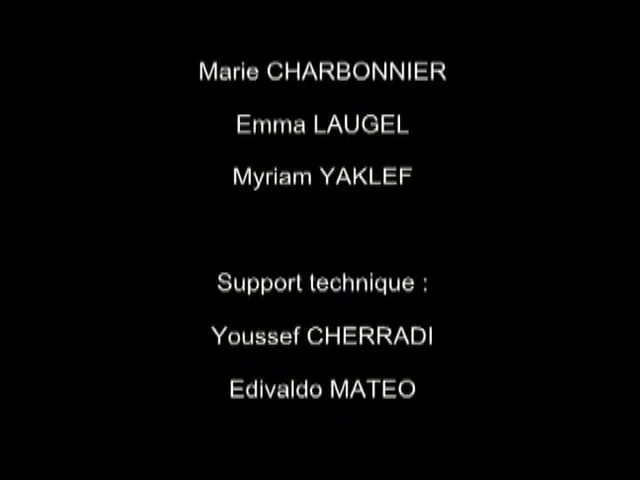 Marie CHARBONNIER
Emma LAUGEL
Myriam YAKLEF
Support technique :
Youssef CHERRADI
Edivaldo MATEO